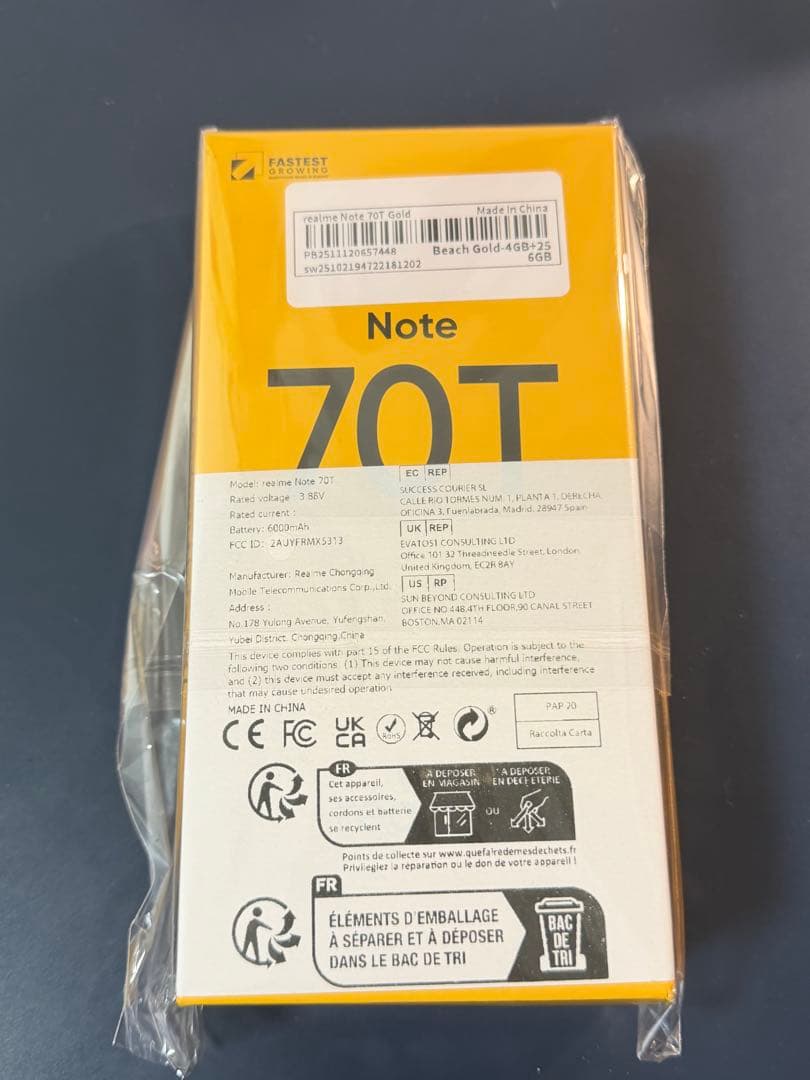 FASTEST
GROWING
realme Note 70T Gold
Made In China
PB2511120657448
Beach Gold-4GB+25
6GB
sw25102194722181202
Note
70T
Model: realme Note 70T
Rated voltage : 3.88V
Rated current :
Battery: 6000mAh
FCC ID: 2AUYFRMX5313
Manufacturer: Realme Chongqing
Mobile Telecommunications Corp.,Ltd.
Address :
No.178 Yulong Avenue, Yufengshan,
Yubei District, Chongqing,China
EC REP
SUCCESS COURIER SL
CALLE RIO TORMES NUM. 1, PLANTA 1, DERECHA,
OFICINA 3, Fuenlabrada, Madrid, 28947 Spain
UK REP
EVATOST CONSULTING LTD
Office 101 32 Threadneedle Street, London,
United Kingdom, EC2R 8AY
US RP
SUN BEYOND CONSULTING LTD
OFFICE NO.448,4TH FLOOR,90 CANAL STREET
BOSTON,MA 02114
This device complies with part 15 of the FCC Rules. Operation is subject to the
following two conditions: (1) This device may not cause harmful interference,
and (2) this device must accept any interference received, including interference
that may cause undesired operation
MADE IN CHINA
CE FC UK
CA
RoHS
®
PAP 20
Raccolta Carta
FR
Cet appareil,
ses accessoires,
cordons et batterie
se recyclent
À DÉPOSER
EN MAGASIN
OU
À DÉPOSER
EN DÉCHÈTERIE
Points de collecte sur www.quefairedemesdechets.fr
Privilégiez la réparation ou le don de votre appareil !
FR
ÉLÉMENTS D'EMBALLAGE
À SÉPARER ET À DÉPOSER
DANS LE BAC DE TRI
BAC
DE
TRI